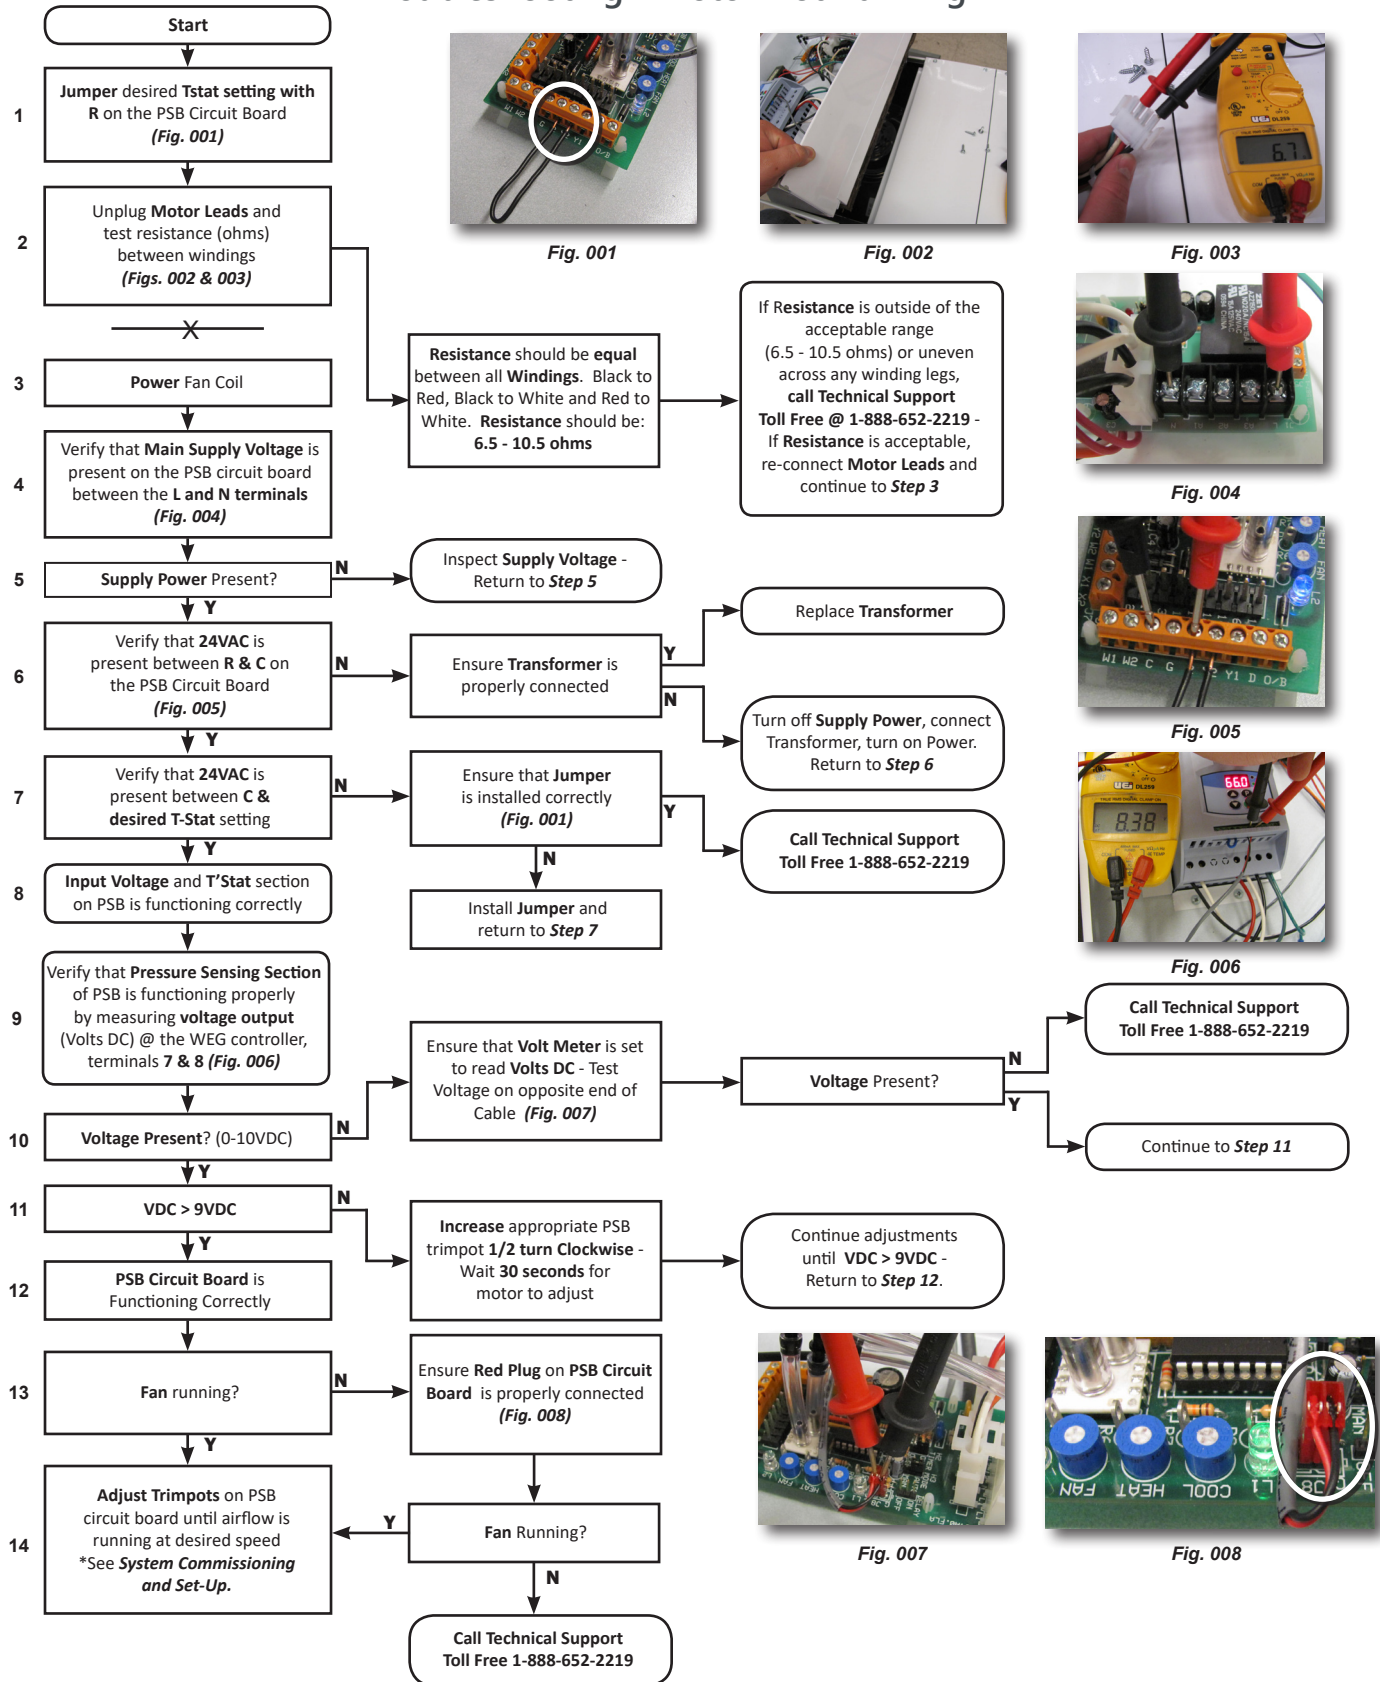 Start
1
Jumper desired Tstat setting with
R on the PSB Circuit Board
(Fig. 001)
2
Unplug Motor Leads and
test resistance (ohms)
between windings
(Figs. 002 & 003)
X
Fig. 001
Fig. 002
Fig. 003
Resistance should be equal
between all Windings. Black to
Red, Black to White and Red to
White. Resistance should be:
6.5 - 10.5 ohms
If Resistance is outside of the
acceptable range
(6.5 - 10.5 ohms) or uneven
across any winding legs,
call Technical Support
Toll Free @ 1-888-652-2219 -
If Resistance is acceptable,
re-connect Motor Leads and
continue to Step 3
Fig. 004
3
Power Fan Coil
4
Verify that Main Supply Voltage is
present on the PSB circuit board
between the L and N terminals
(Fig. 004)
5
Supply Power Present?
N
Y
Inspect Supply Voltage -
Return to Step 5
6
Verify that 24VAC is
present between R & C on
the PSB Circuit Board
(Fig. 005)
N
Y
Ensure Transformer is
properly connected
Y
N
Replace Transformer
Turn off Supply Power, connect
Transformer, turn on Power.
Return to Step 6
W1 W2 C G Y1 D O/B
Fig. 005
7
Verify that 24VAC is
present between C &
desired T-Stat setting
N
Y
Ensure that Jumper
is installed correctly
(Fig. 001)
Y
N
Call Technical Support
Toll Free 1-888-652-2219
Install Jumper and
return to Step 7
UEi DL259
8.38
66.0
Fig. 006
8
Input Voltage and T'Stat section
on PSB is functioning correctly
9
Verify that Pressure Sensing Section
of PSB is functioning properly
by measuring voltage output
(Volts DC) @ the WEG controller,
terminals 7 & 8 (Fig. 006)
10
Voltage Present? (0-10VDC)
N
Y
Ensure that Volt Meter is set
to read Volts DC - Test
Voltage on opposite end of
Cable (Fig. 007)
Voltage Present?
N
Y
Call Technical Support
Toll Free 1-888-652-2219
Continue to Step 11
11
VDC > 9VDC
N
Y
Increase appropriate PSB
trimpot 1/2 turn Clockwise -
Wait 30 seconds for
motor to adjust
Continue adjustments
until VDC > 9VDC -
Return to Step 12.
12
PSB Circuit Board is
Functioning Correctly
13
Fan running?
N
Y
Ensure Red Plug on PSB Circuit
Board is properly connected
(Fig. 008)
Fan Running?
Y
N
Call Technical Support
Toll Free 1-888-652-2219
14
Adjust Trimpots on PSB
circuit board until airflow is
running at desired speed
*See System Commissioning
and Set-Up.
Fig. 007
FAN HEAT COOL L1 J8 MAN
Fig. 008